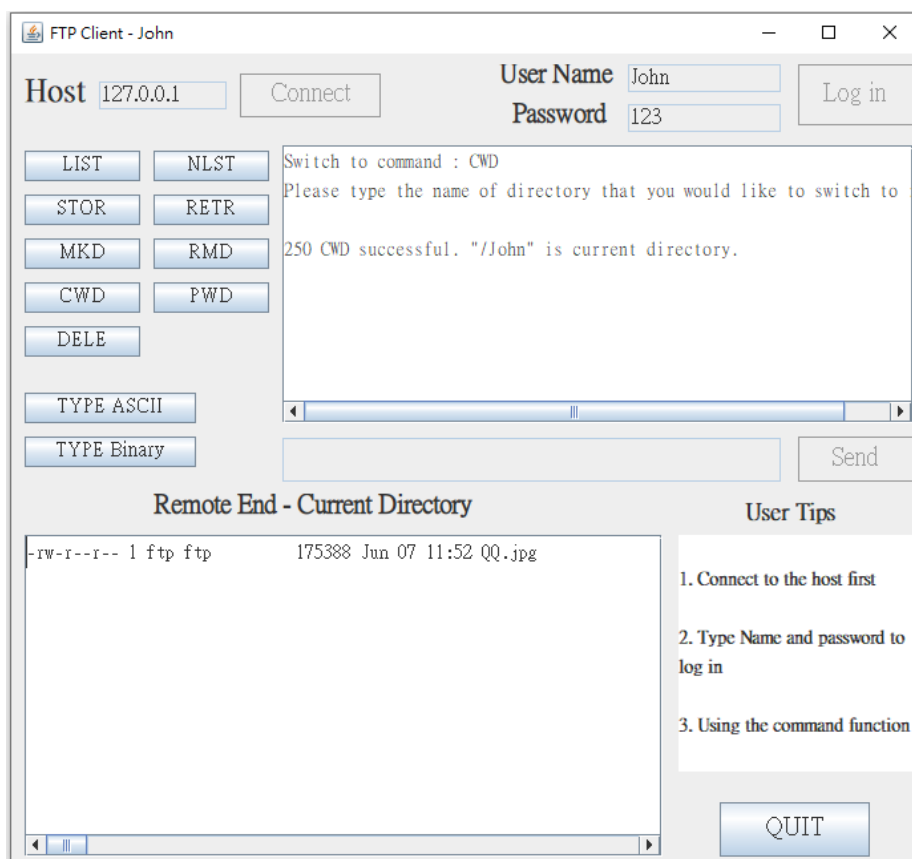 FTP Client - John
Host 127.0.0.1 Connect
User Name John
Password 123
Log in
LIST NLST
STOR RETR
MKD RMD
CWD PWD
DELE
TYPE ASCII
TYPE Binary
Switch to command : CWD
Please type the name of directory that you would like to switch to
250 CWD successful. "/John" is current directory.
Send
Remote End - Current Directory
-rw-r--r-- 1 ftp ftp 175388 Jun 07 11:52 QQ.jpg
User Tips
1. Connect to the host first
2. Type Name and password to
log in
3. Using the command function
QUIT